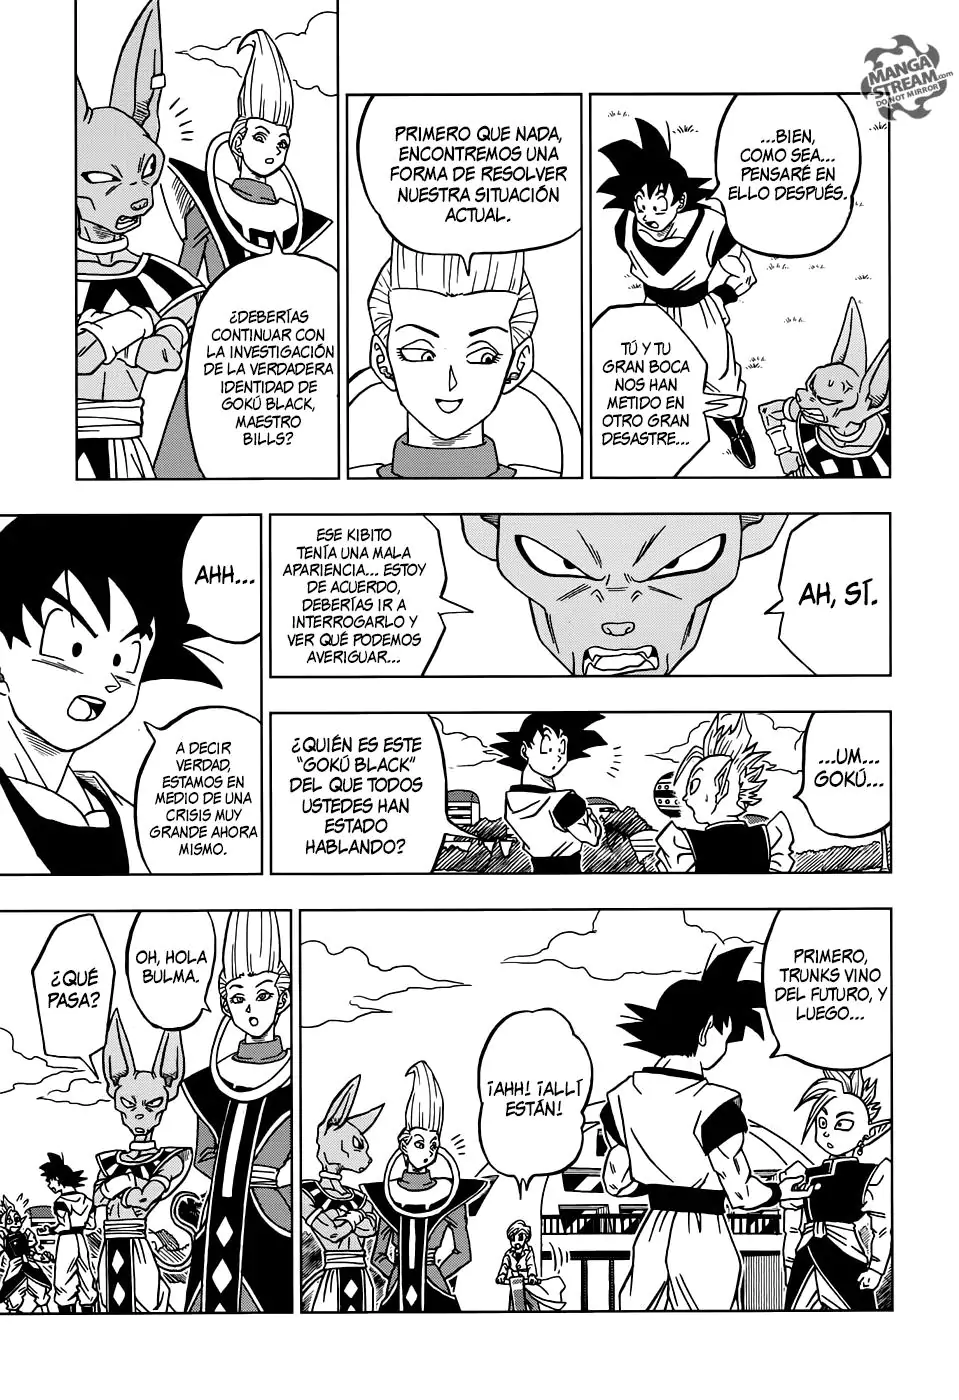 MANGA
STREAM.com
DO NOT MIRROR
...BIEN,
COMO SEA...
PENSARÉ EN
ELLO DESPUÉS.
TÚ Y TU
GRAN BOCA
NOS HAN
METIDO EN
OTRO GRAN
DESASTRE...
PRIMERO QUE NADA,
ENCONTREMOS UNA
FORMA DE RESOLVER
NUESTRA SITUACIÓN
ACTUAL.
¿DEBERÍAS
CONTINUAR CON
LA INVESTIGACIÓN
DE LA VERDADERA
IDENTIDAD DE
GOKÚ BLACK,
MAESTRO
BILLS?
AH, SÍ.
ESE KIBITO
TENÍA UNA MALA
APARIENCIA... ESTOY
DE ACUERDO,
DEBERÍAS IR A
INTERROGARLO Y
VER QUÉ PODEMOS
AVERIGUAR...
AHH...
...UM...
GOKÚ...
¿QUIÉN ES ESTE
"GOKÚ BLACK"
DEL QUE TODOS
USTEDES HAN
ESTADO
HABLANDO?
A DECIR
VERDAD,
ESTAMOS EN
MEDIO DE UNA
CRISIS MUY
GRANDE AHORA
MISMO.
PRIMERO,
TRUNKS VINO
DEL FUTURO, Y
LUEGO...
¡AHH! ¡ALLÍ
ESTÁN!
OH, HOLA
BULMA.
¿QUÉ
PASA?